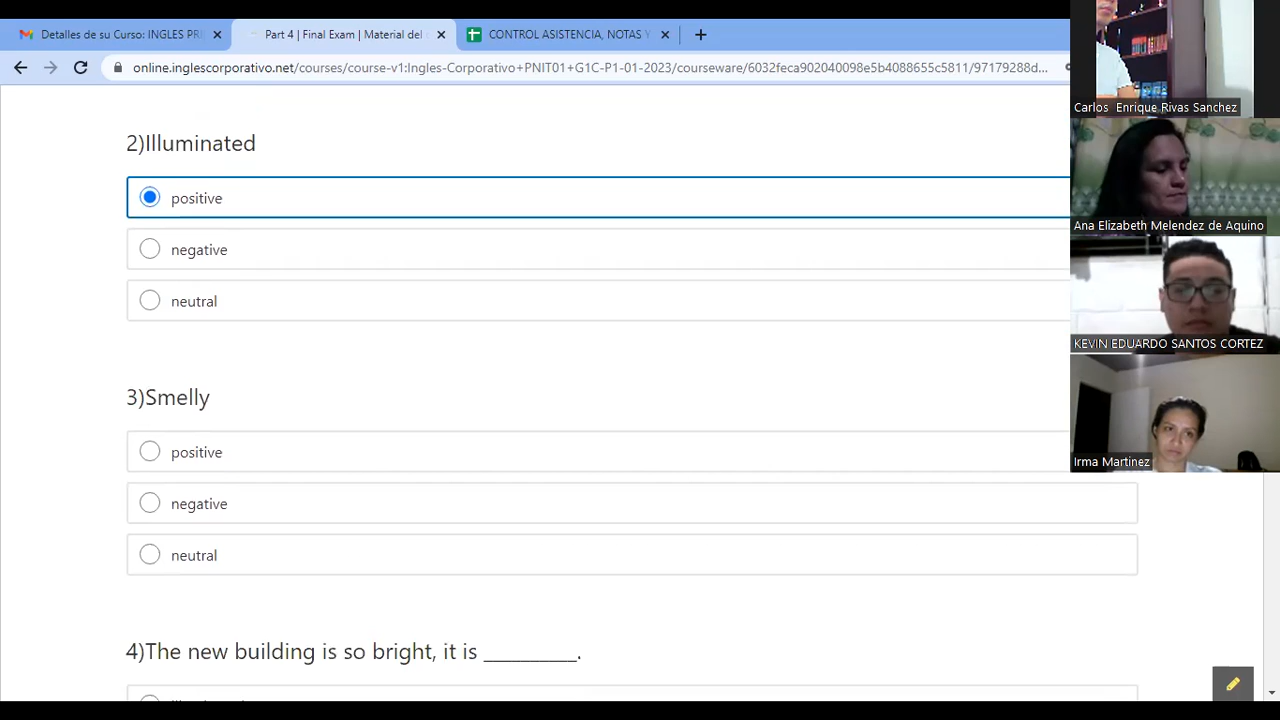 Detalles de su Curso: INGLES PR
Part 4 | Final Exam | Material del
CONTROL ASISTENCIA, NOTAS Y
online.inglescorporativo.net/courses/course-v1:Ingles-Corporativo+PNIT01+G1C-P1-01-2023/courseware/6032feca902040098e5b4088655c5811/97179288d...
Carlos Enrique Rivas Sanchez
2)Illuminated
positive
negative
neutral
Ana Elizabeth Melendez de Aquino
KEVIN EDUARDO SANTOS CORTEZ
3)Smelly
positive
negative
neutral
Irma Martinez
4)The new building is so bright, it is __________.